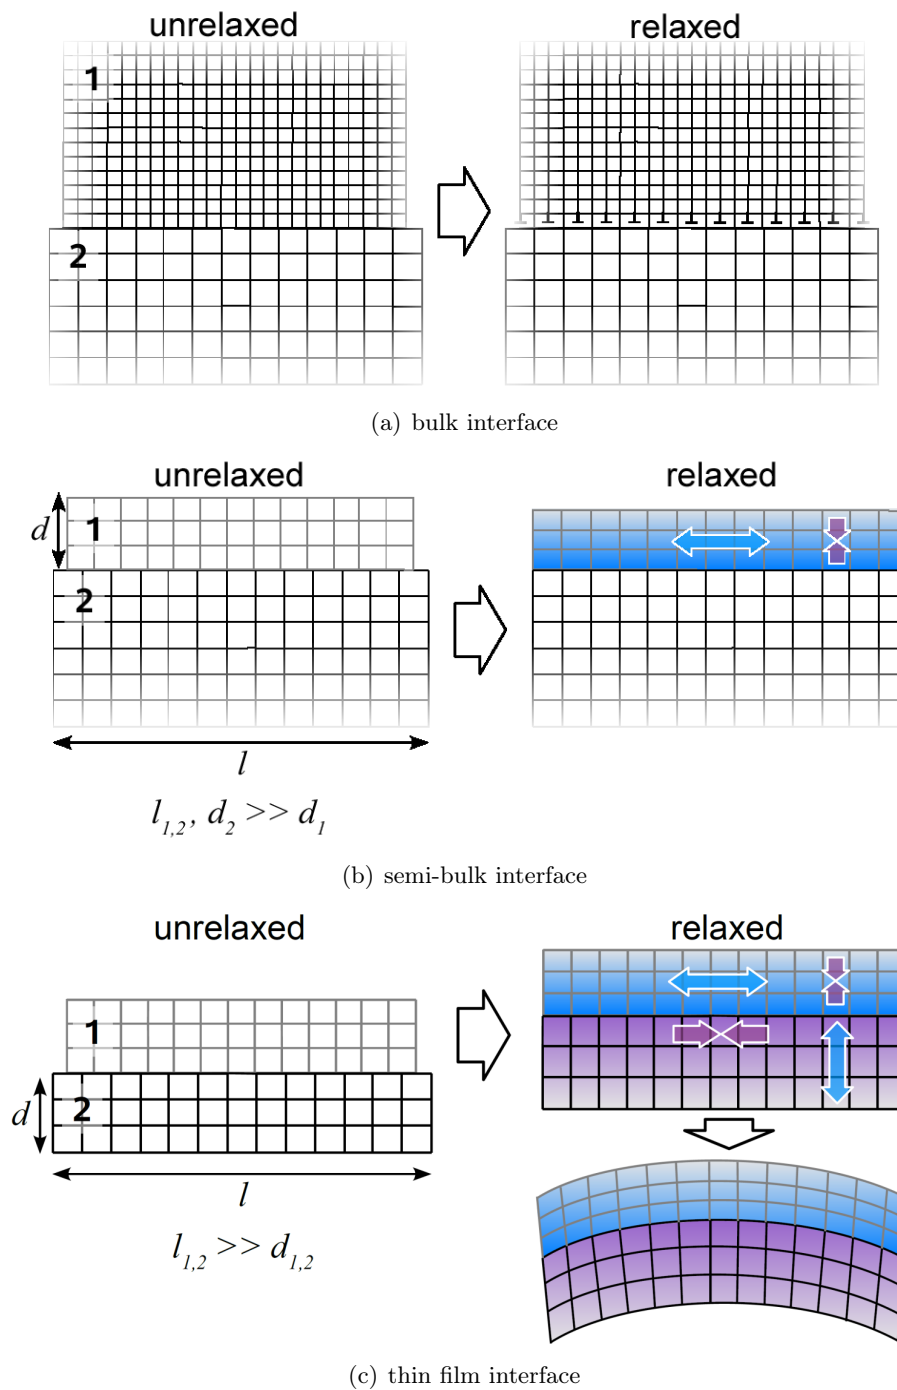 unrelaxed relaxed
1
2
(a) bulk interface
unrelaxed relaxed
d 1
2
l
l1,2, d2 >> d1
(b) semi-bulk interface
unrelaxed relaxed
1
d 2
l
l1,2 >> d1,2
(c) thin film interface